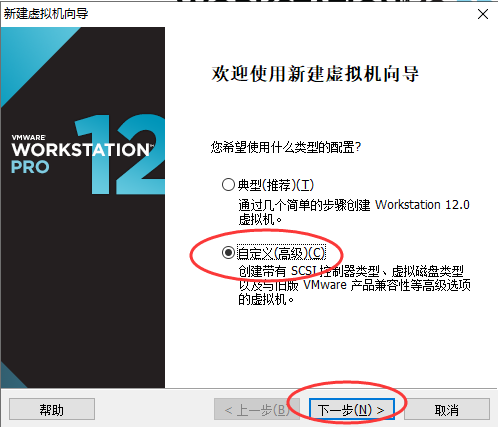 新建虚拟机向导
欢迎使用新建虚拟机向导
VMWARE
WORKSTATION™
PRO
12
您希望使用什么类型的配置?
典型(推荐)(T)
通过几个简单的步骤创建 Workstation 12.0
虚拟机。
自定义(高级)(C)
创建带有 SCSI 控制器类型、虚拟磁盘类型
以及与旧版 VMware 产品兼容性等高级选项
的虚拟机。
帮助
< 上一步(B)
下一步(N) >
取消